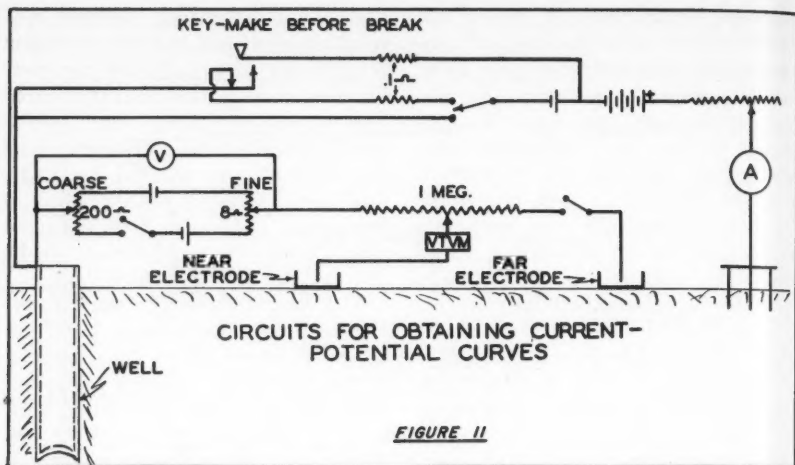 KEY-MAKE BEFORE BREAK
.1 Ω
+
V
A
COARSE
FINE
200 Ω
8 Ω
1 MEG.
VTVM
NEAR
ELECTRODE
FAR
ELECTRODE
CIRCUITS FOR OBTAINING CURRENT-
POTENTIAL CURVES
WELL
FIGURE 11